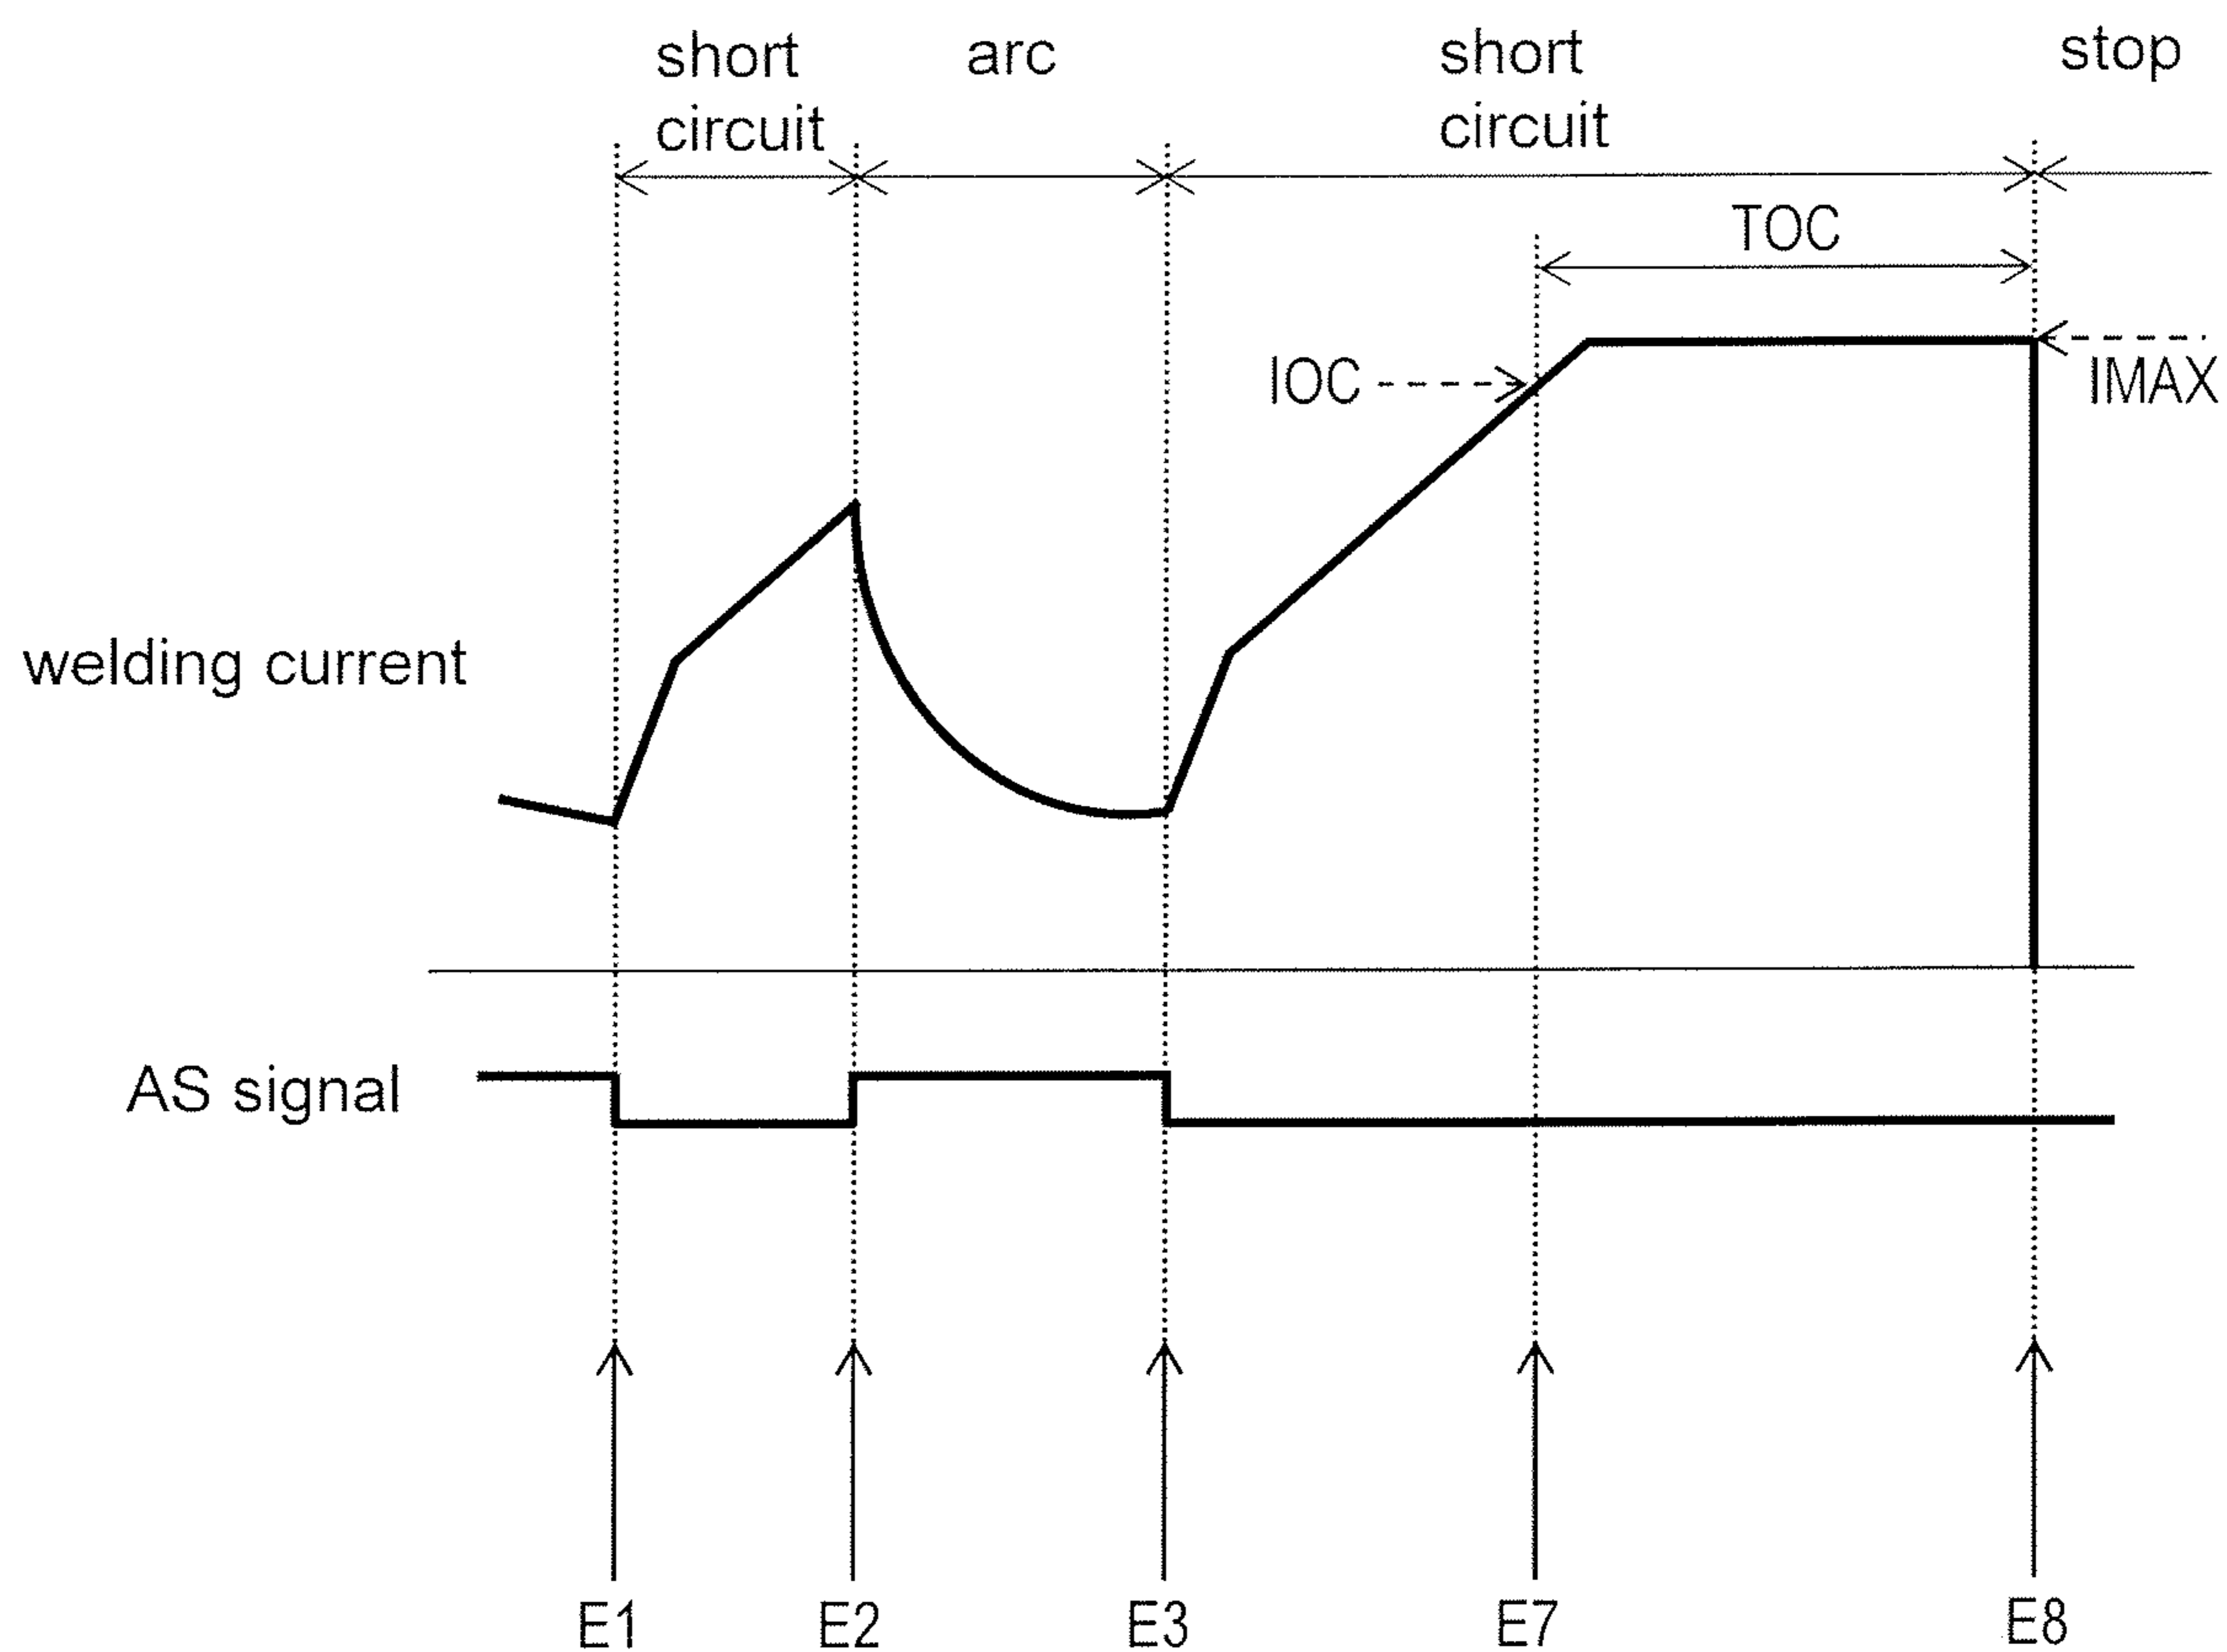 short
circuit
arc
short
circuit
stop
TOC
IOC
IMAX
welding current
AS signal
E1
E2
E3
E7
E8